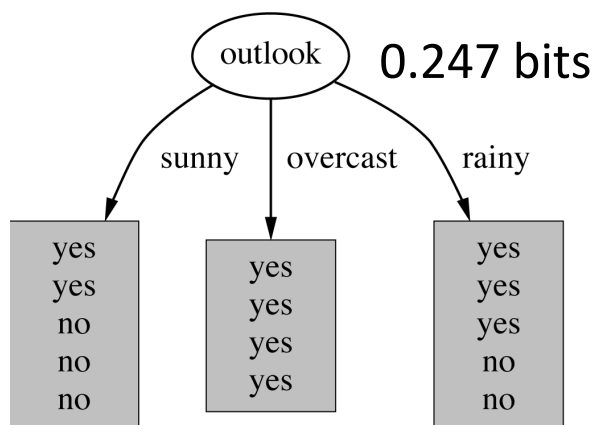 outlook 0.247 bits
sunny overcast rainy
yes
yes
no
no
no
yes
yes
yes
yes
yes
yes
yes
no
no